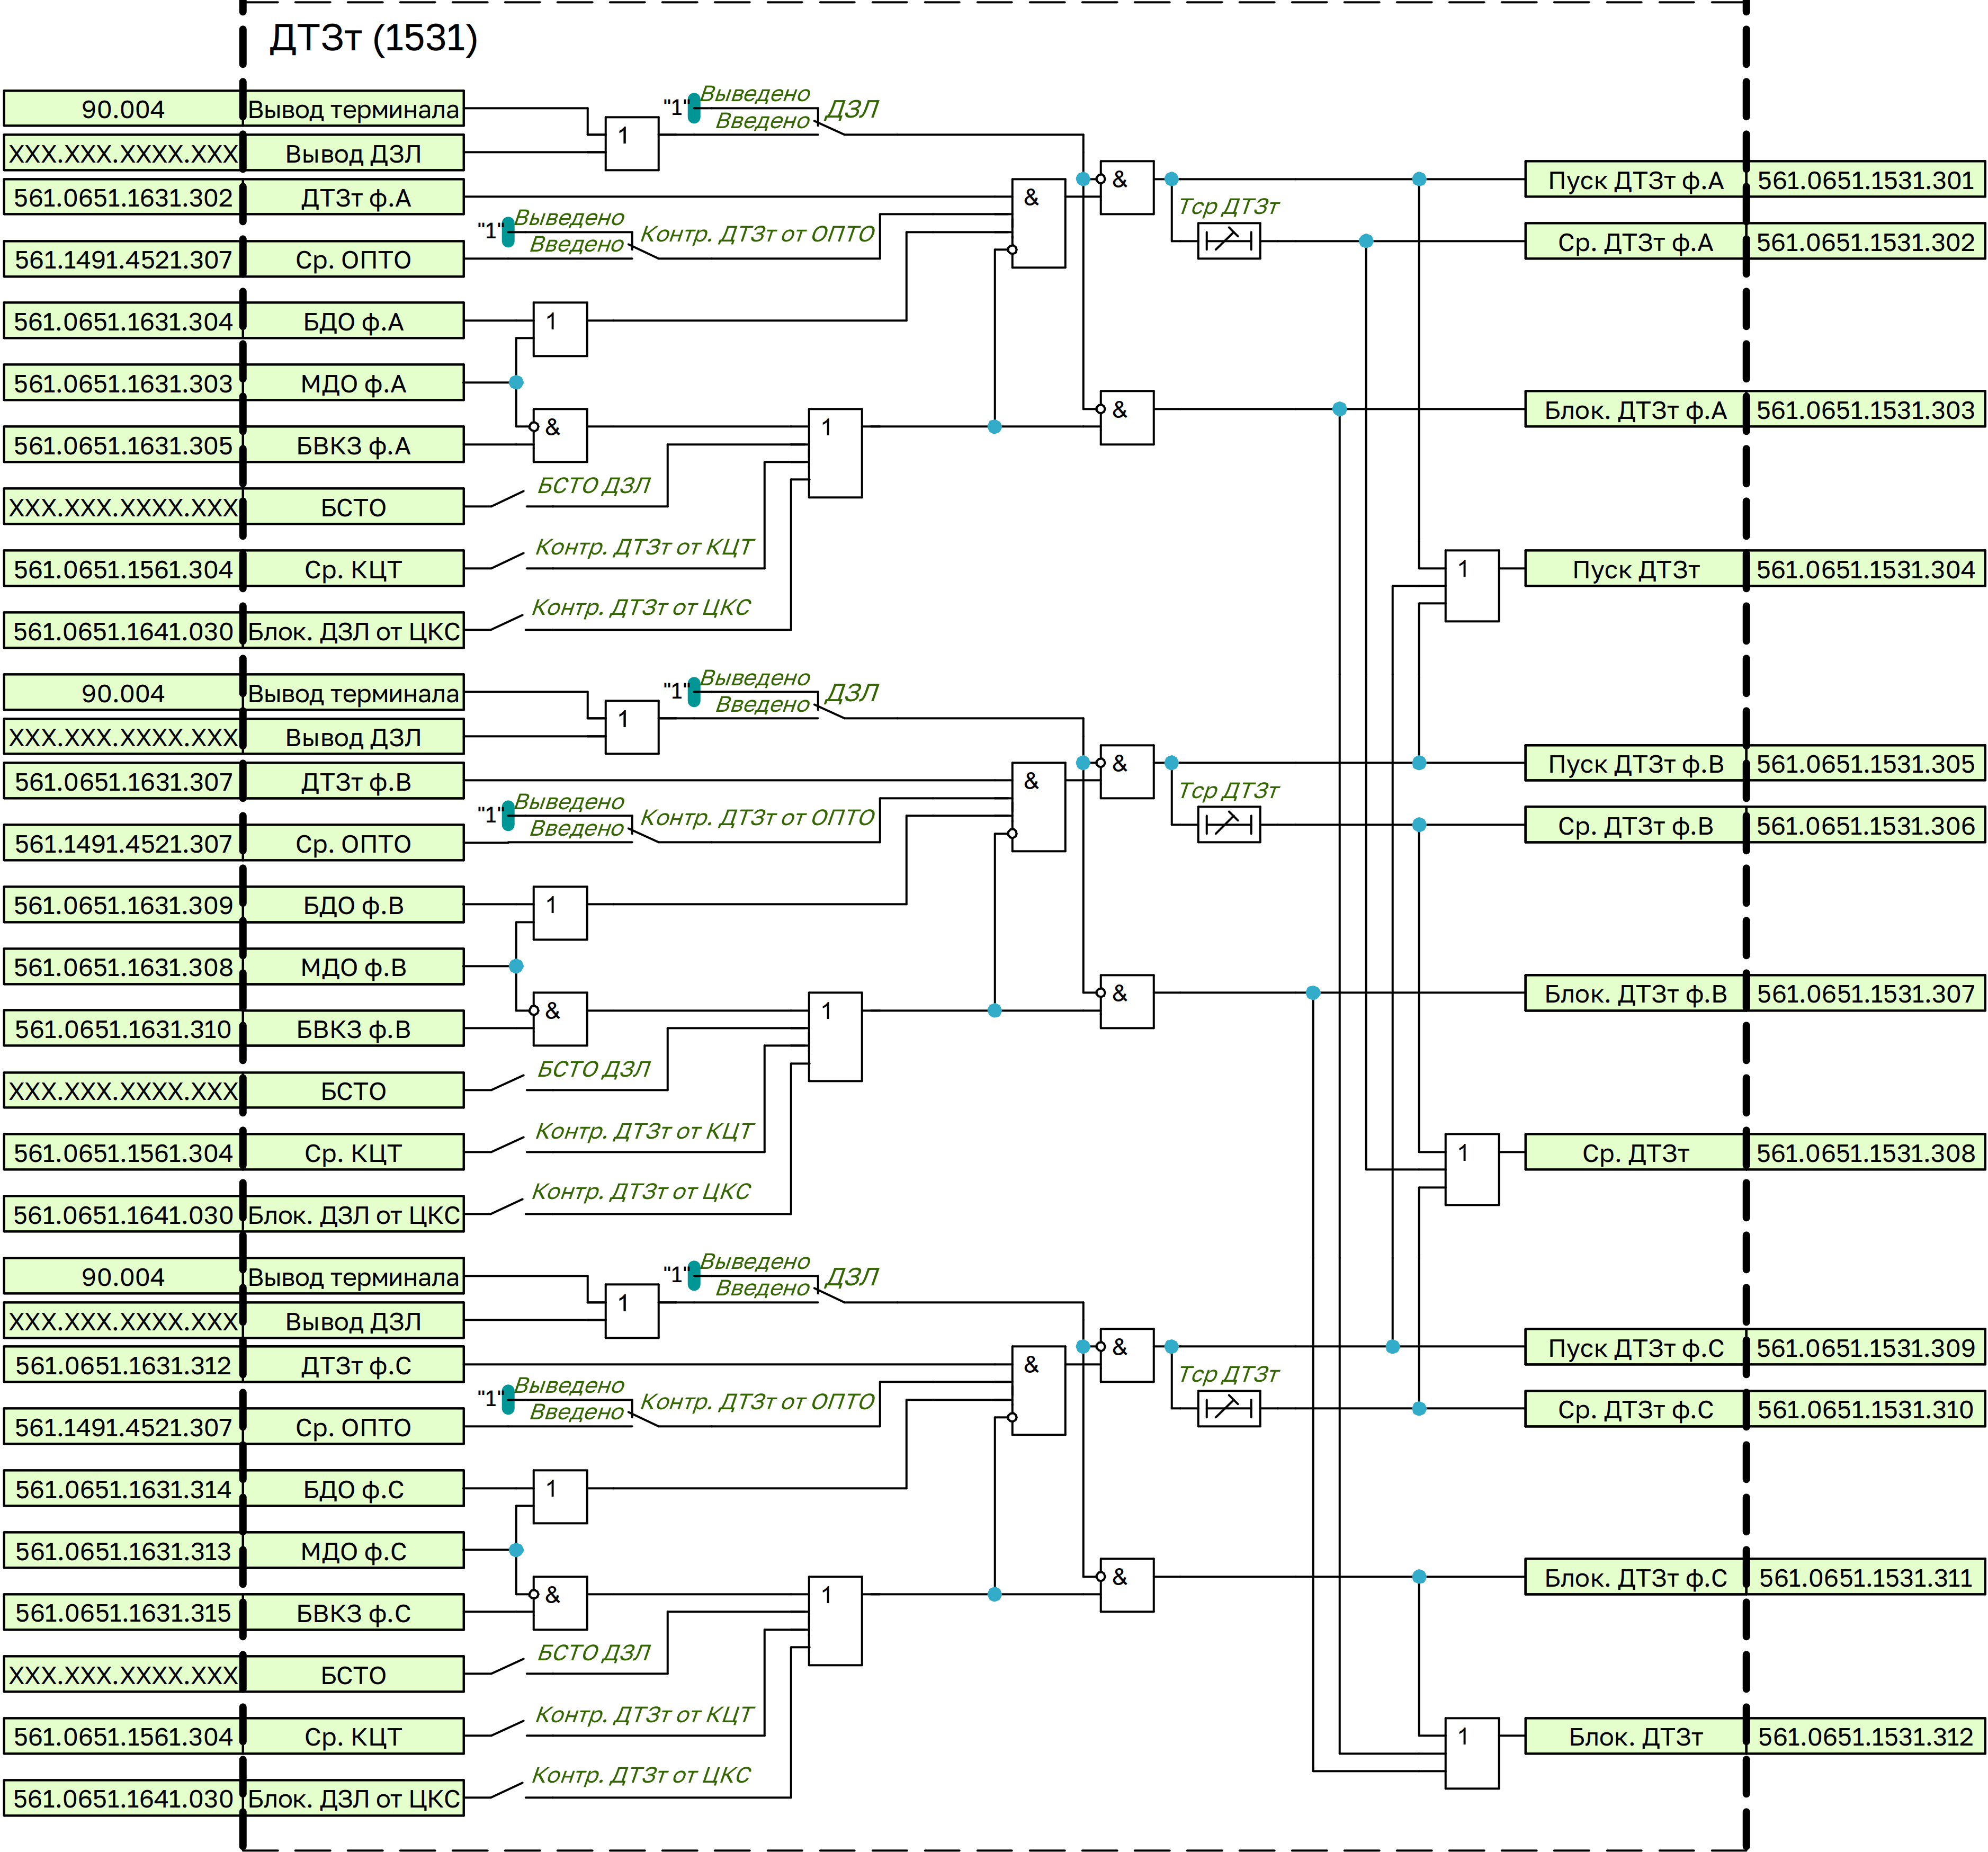 ДТЗт (1531)
90.004 Вывод терминала "1" Выведено ДЗЛ
Введено 1
XXX.XXX.XXXX.XXX Вывод ДЗЛ
& Пуск ДТЗт ф.А 561.0651.1531.301
561.0651.1631.302 ДТЗт ф.А &
Тср ДТЗт
"1" Выведено Контр. ДТЗт от ОПТО
Введено
Ср. ДТЗт ф.А 561.0651.1531.302
561.1491.4521.307 Ср. ОПТО
561.0651.1631.304 БДО ф.А 1
561.0651.1631.303 МДО ф.А
& Блок. ДТЗт ф.А 561.0651.1531.303
561.0651.1631.305 БВКЗ ф.А & 1
БСТО ДЗЛ
XXX.XXX.XXXX.XXX БСТО
Контр. ДТЗт от КЦТ
561.0651.1561.304 Ср. КЦТ
1 Пуск ДТЗт 561.0651.1531.304
Контр. ДТЗт от ЦКС
561.0651.1641.030 Блок. ДЗЛ от ЦКС
90.004 Вывод терминала "1" Выведено ДЗЛ
Введено 1
XXX.XXX.XXXX.XXX Вывод ДЗЛ
& Пуск ДТЗт ф.В 561.0651.1531.305
561.0651.1631.307 ДТЗт ф.В &
Тср ДТЗт
"1" Выведено Контр. ДТЗт от ОПТО
Введено
Ср. ДТЗт ф.В 561.0651.1531.306
561.1491.4521.307 Ср. ОПТО
561.0651.1631.309 БДО ф.В 1
561.0651.1631.308 МДО ф.В
& Блок. ДТЗт ф.В 561.0651.1531.307
561.0651.1631.310 БВКЗ ф.В & 1
БСТО ДЗЛ
XXX.XXX.XXXX.XXX БСТО
Контр. ДТЗт от КЦТ
561.0651.1561.304 Ср. КЦТ
1 Ср. ДТЗт 561.0651.1531.308
Контр. ДТЗт от ЦКС
561.0651.1641.030 Блок. ДЗЛ от ЦКС
90.004 Вывод терминала "1" Выведено ДЗЛ
Введено 1
XXX.XXX.XXXX.XXX Вывод ДЗЛ
& Пуск ДТЗт ф.С 561.0651.1531.309
561.0651.1631.312 ДТЗт ф.С &
Тср ДТЗт
"1" Выведено Контр. ДТЗт от ОПТО
Введено
Ср. ДТЗт ф.С 561.0651.1531.310
561.1491.4521.307 Ср. ОПТО
561.0651.1631.314 БДО ф.С 1
561.0651.1631.313 МДО ф.С
& Блок. ДТЗт ф.С 561.0651.1531.311
561.0651.1631.315 БВКЗ ф.С & 1
БСТО ДЗЛ
XXX.XXX.XXXX.XXX БСТО
Контр. ДТЗт от КЦТ
561.0651.1561.304 Ср. КЦТ
1 Блок. ДТЗт 561.0651.1531.312
Контр. ДТЗт от ЦКС
561.0651.1641.030 Блок. ДЗЛ от ЦКС